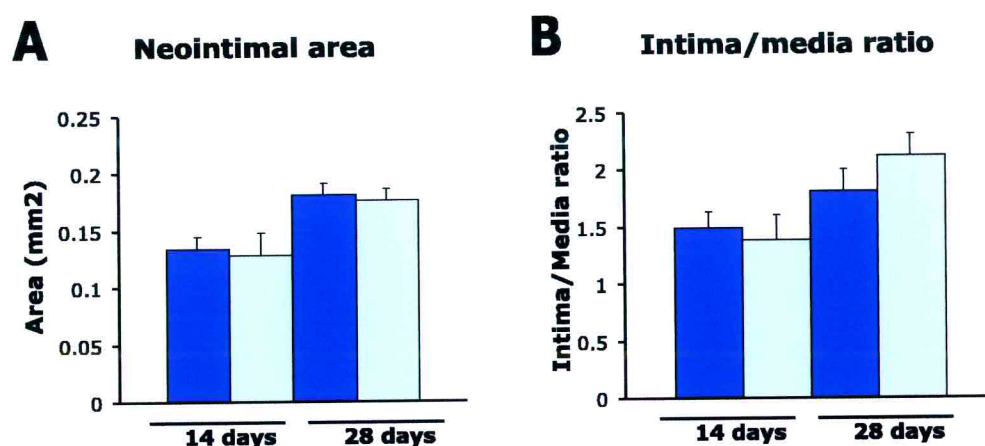 A Neointimal area
Area (mm2)
0.25
0.2
0.15
0.1
0.05
0
14 days 28 days
B Intima/media ratio
Intima/Media ratio
2.5
2
1.5
1
0.5
0
14 days 28 days